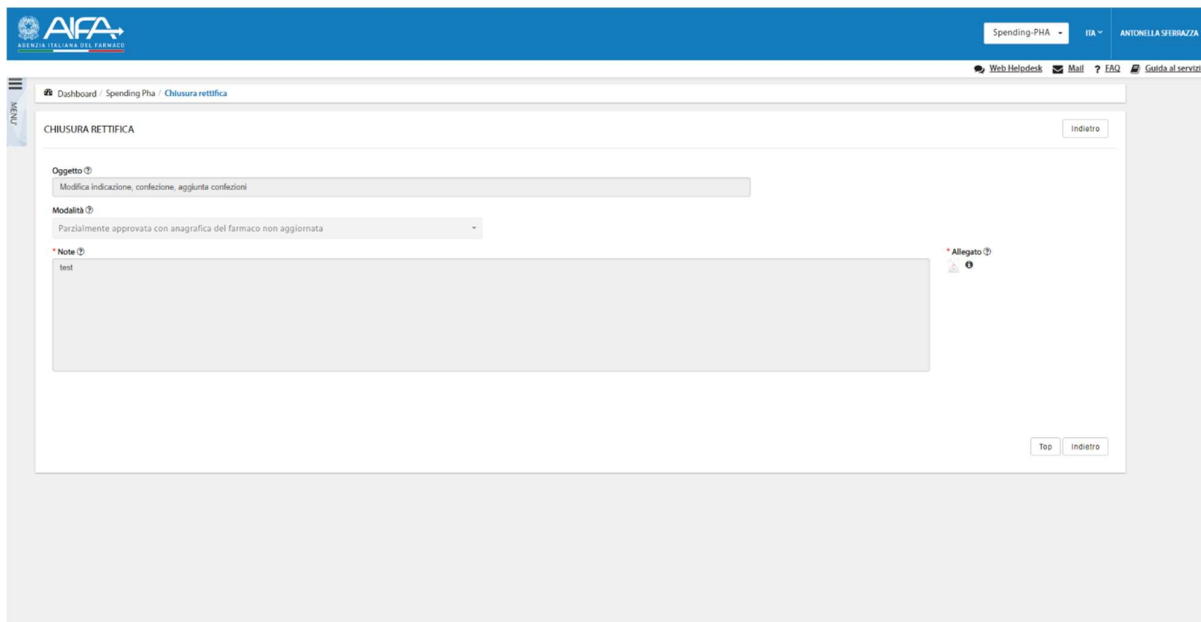 AIFA
AGENZIA ITALIANA DEL FARMACO
Spending-PHA
ITA
ANTONELLA SFERRAZZA
Web Helpdesk Mail ? FAQ Guida al servizi
MENU'
Dashboard / Spending Pha / Chiusura rettifica
CHIUSURA RETTIFICA
Indietro
Oggetto ?
Modifica indicazione, confezione, aggiunta confezioni
Modalità ?
Parzialmente approvata con anagrafica del farmaco non aggiornata
* Note ?
* Allegato ?
test
Top Indietro